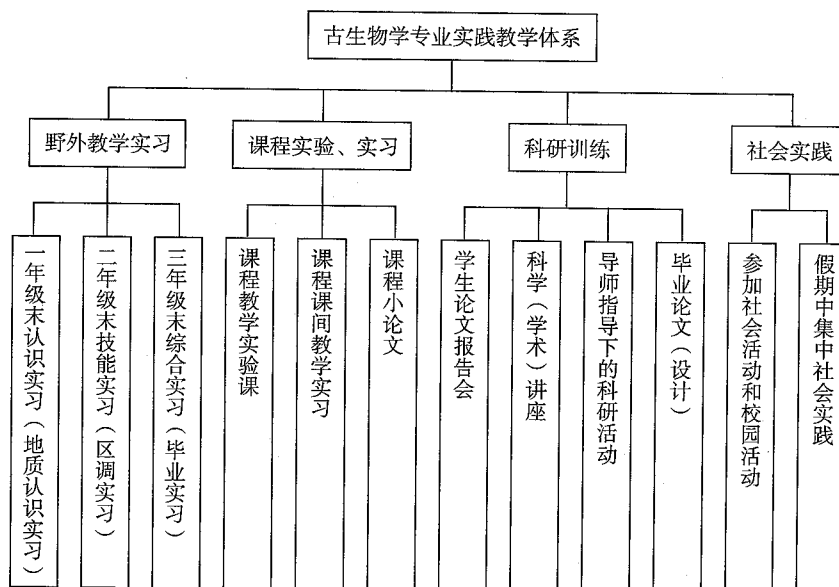 古生物学专业实践教学体系
野外教学实习
课程实验、实习
科研训练
社会实践
一年级末认识实习(地质认识实习)
二年级末技能实习(区调实习)
三年级末综合实习(毕业实习)
课程教学实验课
课程课间教学实习
课程小论文
学生论文报告会
科学(学术)讲座
导师指导下的科研活动
毕业论文(设计)
参加社会活动和校园活动
假期中集中社会实践